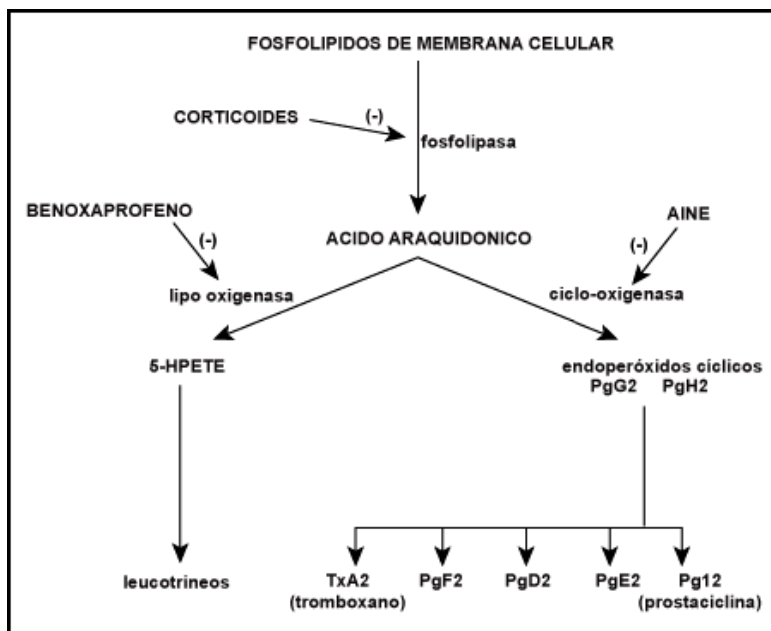 FOSFOLIPIDOS DE MEMBRANA CELULAR
CORTICOIDES
(-)
fosfolipasa
BENOXAPROFENO
(-)
ACIDO ARAQUIDONICO
AINE
(-)
lipo oxigenasa
ciclo-oxigenasa
5-HPETE
endoperóxidos cíclicos
PgG2 PgH2
leucotrineos
TxA2
(tromboxano)
PgF2
PgD2
PgE2
Pg12
(prostaciclina)